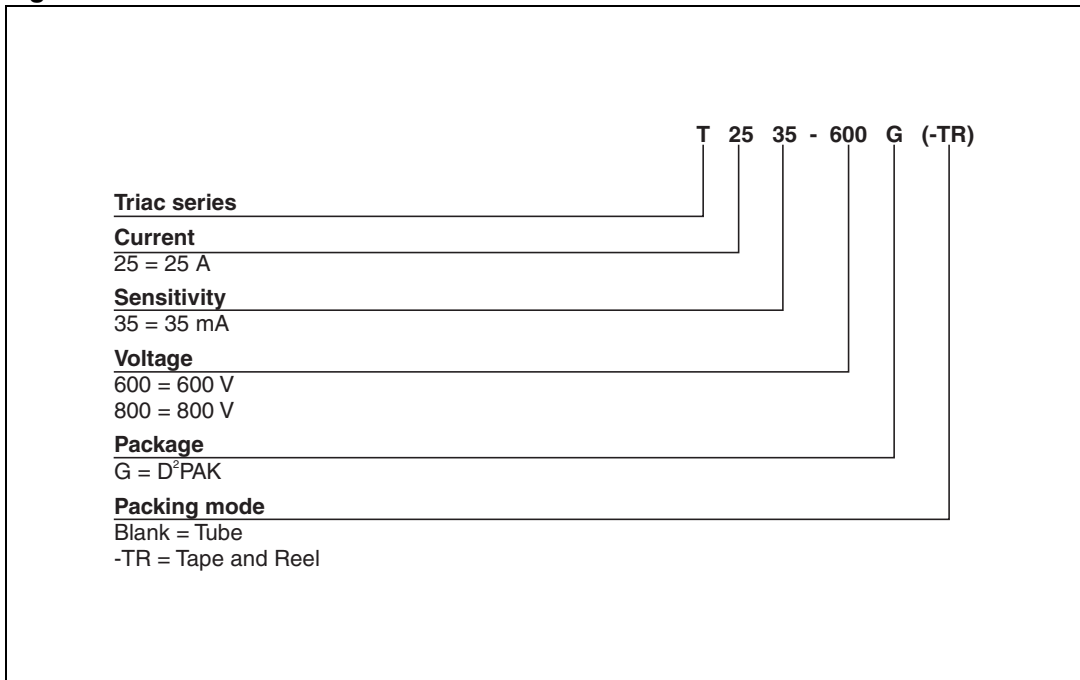 T 25 35 - 600 G (-TR)
Triac series
Current
25 = 25 A
Sensitivity
35 = 35 mA
Voltage
600 = 600 V
800 = 800 V
Package
G = D²PAK
Packing mode
Blank = Tube
-TR = Tape and Reel